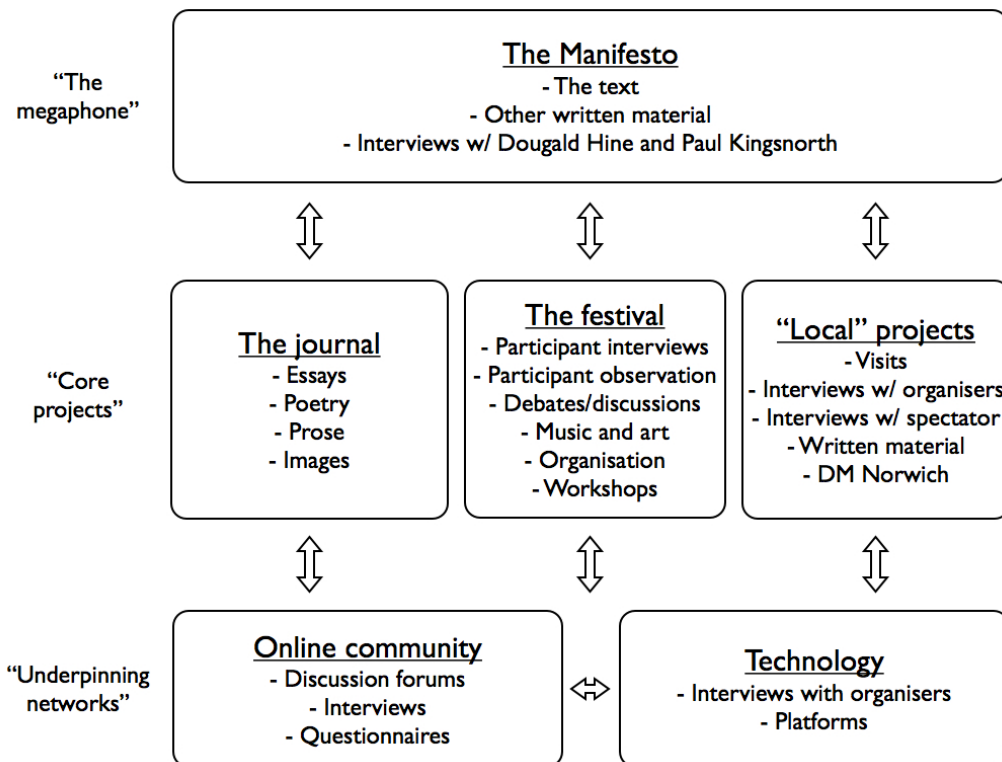 “The
megaphone”
The Manifesto
- The text
- Other written material
- Interviews w/ Dougald Hine and Paul Kingsnorth
“Core
projects”
The journal
- Essays
- Poetry
- Prose
- Images
The festival
- Participant interviews
- Participant observation
- Debates/discussions
- Music and art
- Organisation
- Workshops
“Local” projects
- Visits
- Interviews w/ organisers
- Interviews w/ spectator
- Written material
- DM Norwich
“Underpinning
networks”
Online community
- Discussion forums
- Interviews
- Questionnaires
Technology
- Interviews with organisers
- Platforms